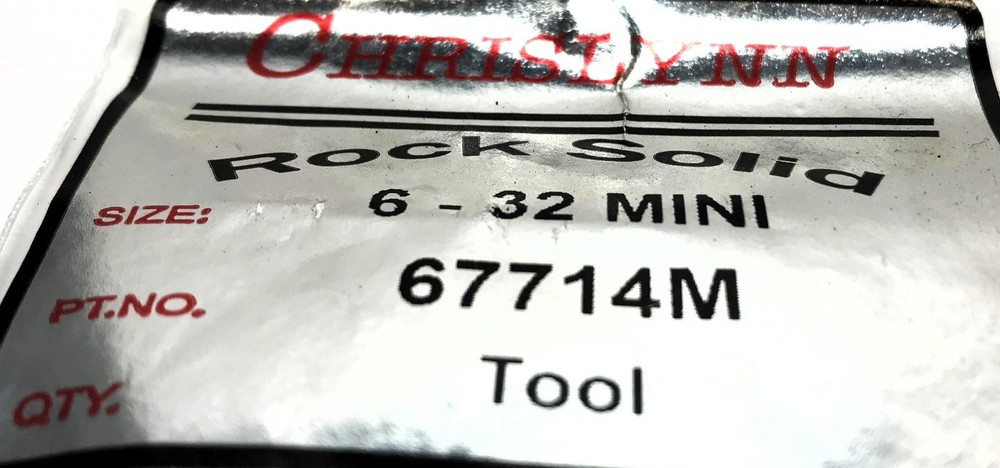 CHRISLYNN
Rock Solid
SIZE: 6 - 32 MINI
PT.NO. 67714M
QTY. Tool